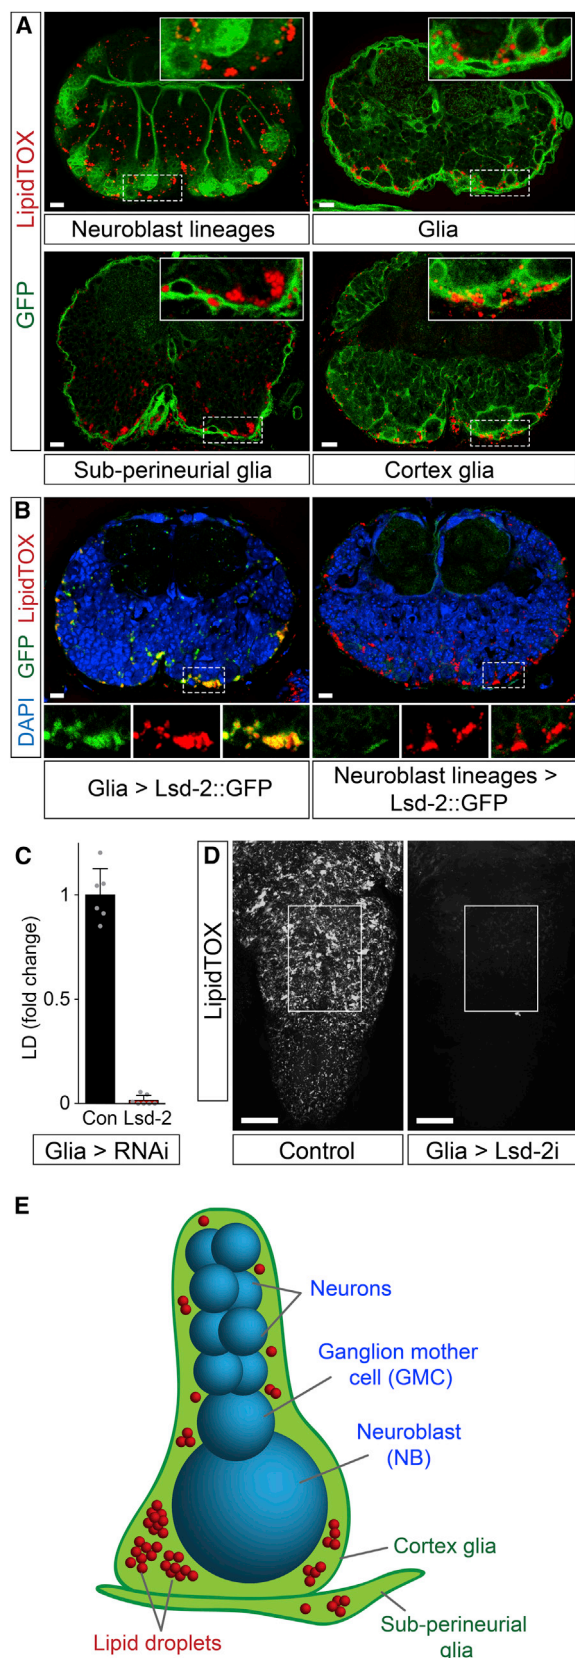 A
LipidTOX
GFP
Neuroblast lineages
Glia
Sub-perineurial glia
Cortex glia
B
DAPI GFP LipidTOX
Glia > Lsd-2::GFP
Neuroblast lineages >
Lsd-2::GFP
C
LD (fold change)
1
0.5
0
Con Lsd-2
Glia > RNAi
D
LipidTOX
Control
Glia > Lsd-2i
E
Neurons
Ganglion mother
cell (GMC)
Neuroblast
(NB)
Cortex glia
Sub-perineurial
glia
Lipid droplets